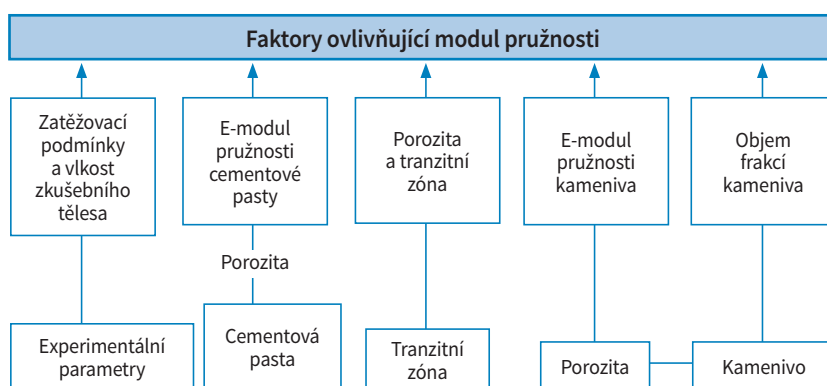 Faktory ovlivňující modul pružnosti
Zatěžovací
podmínky
a vlkost
zkušebního
tělesa
E-modul
pružnosti
cementové
pasty
Porozita
a tranzitní
zóna
E-modul
pružnosti
kameniva
Objem
frakcí
kameniva
Porozita
Experimentální
parametry
Cementová
pasta
Tranzitní
zóna
Porozita
Kamenivo